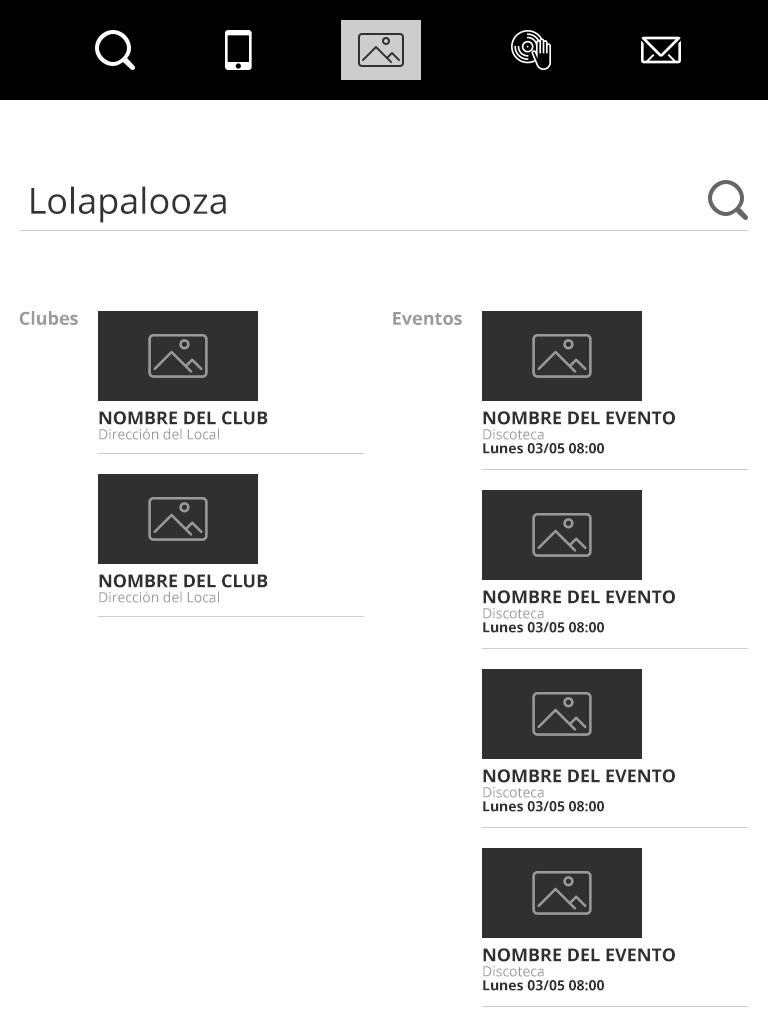 Lolapalooza
Clubes
NOMBRE DEL CLUB
Dirección del Local
NOMBRE DEL CLUB
Dirección del Local
Eventos
NOMBRE DEL EVENTO
Discoteca
Lunes 03/05 08:00
NOMBRE DEL EVENTO
Discoteca
Lunes 03/05 08:00
NOMBRE DEL EVENTO
Discoteca
Lunes 03/05 08:00
NOMBRE DEL EVENTO
Discoteca
Lunes 03/05 08:00